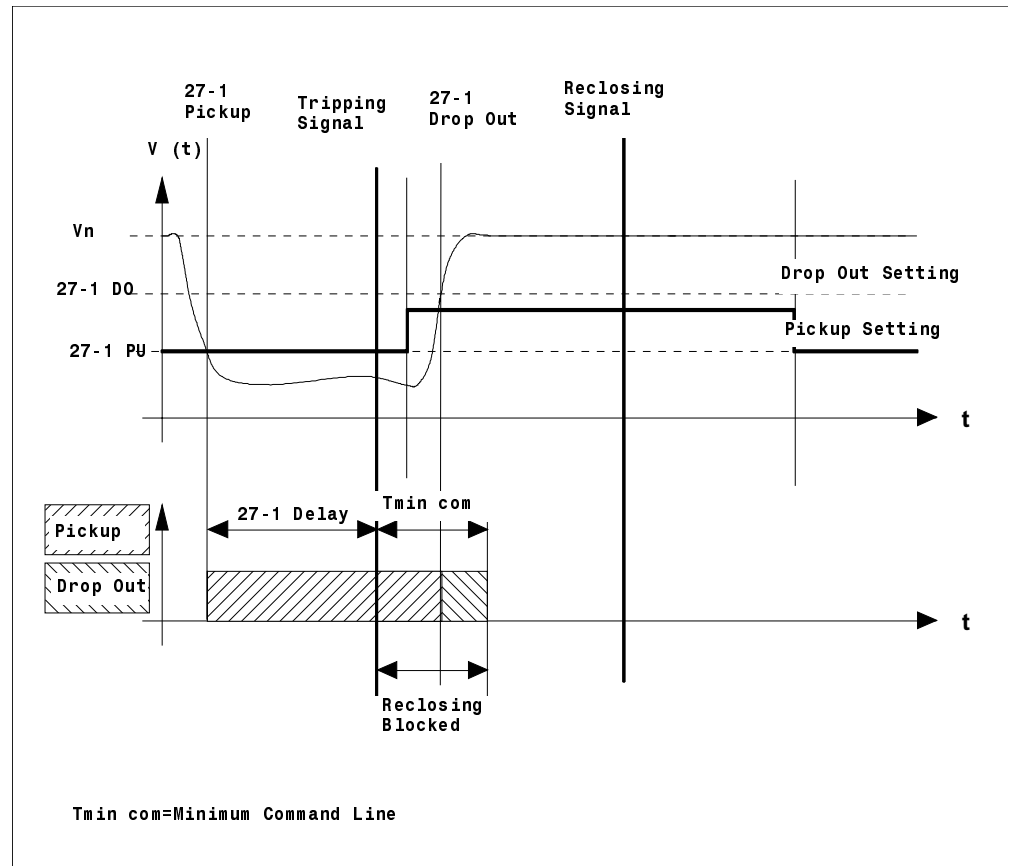 27-1
Pickup
Tripping
Signal
27-1
Drop Out
Reclosing
Signal
V (t)
Vn
27-1 DO
Drop Out Setting
Pickup Setting
27-1 PU
t
Tmin com
27-1 Delay
Pickup
Drop Out
t
Reclosing
Blocked
Tmin com=Minimum Command Line